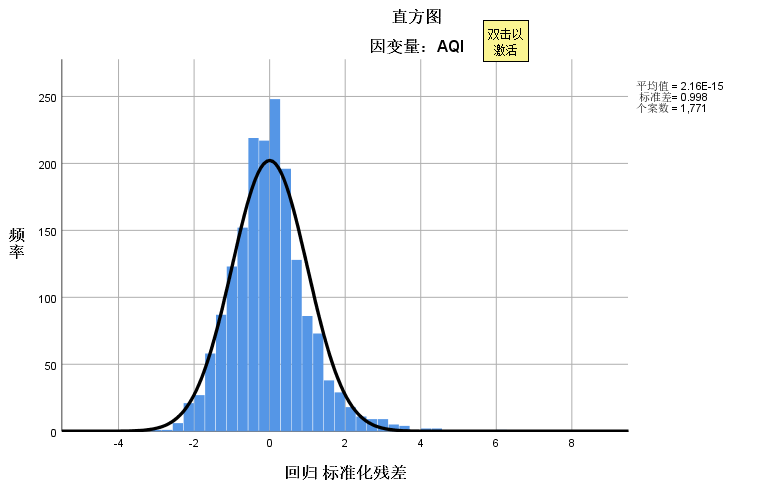 直方图
因变量：AQI
双击以
激活
平均值 = 2.16E-15
标准差= 0.998
个案数 = 1,771
频
率
250
200
150
100
50
0
-4 -2 0 2 4 6 8
回归 标准化残差